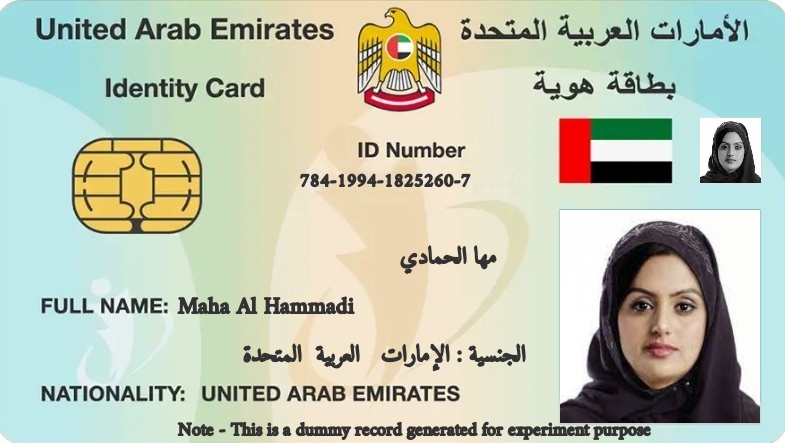 United Arab Emirates
الأمارات العربية المتحدة
Identity Card
بطاقة هوية
ID Number
784-1994-1825260-7
مها الحمادي
FULL NAME: Maha Al Hammadi
الجنسية : الإمارات العربية المتحدة
NATIONALITY: UNITED ARAB EMIRATES
Note - This is a dummy record generated for experiment purpose